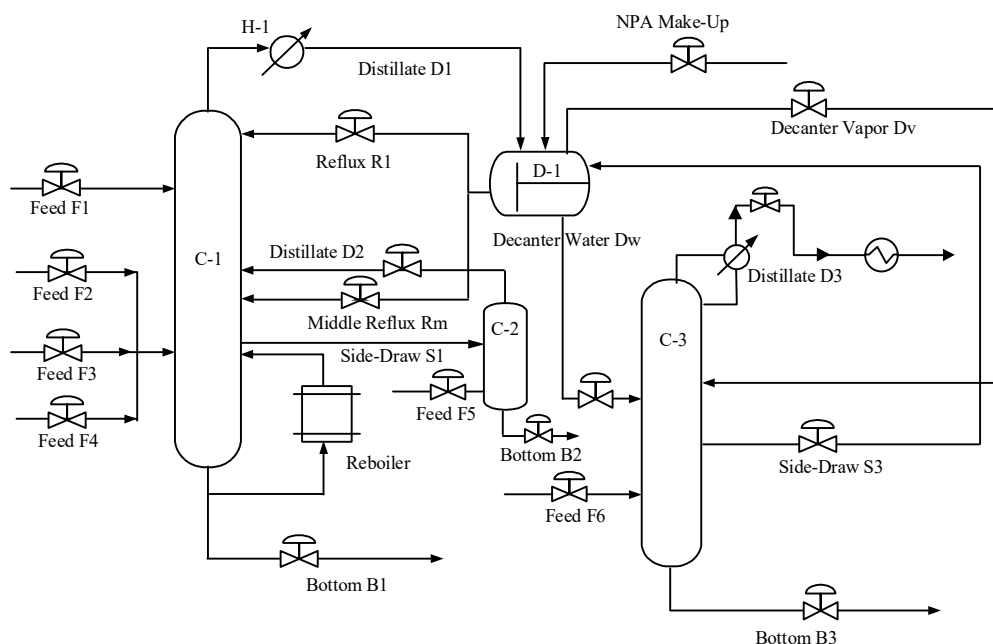 NPA Make-Up
H-1
Distillate D1
Decanter Vapor Dv
Reflux R1
D-1
Feed F1
Decanter Water Dw
Distillate D2
C-1
Distillate D3
Feed F2
Middle Reflux Rm
C-2
C-3
Side-Draw S1
Feed F3
Feed F5
Feed F4
Bottom B2
Reboiler
Side-Draw S3
Feed F6
Bottom B1
Bottom B3